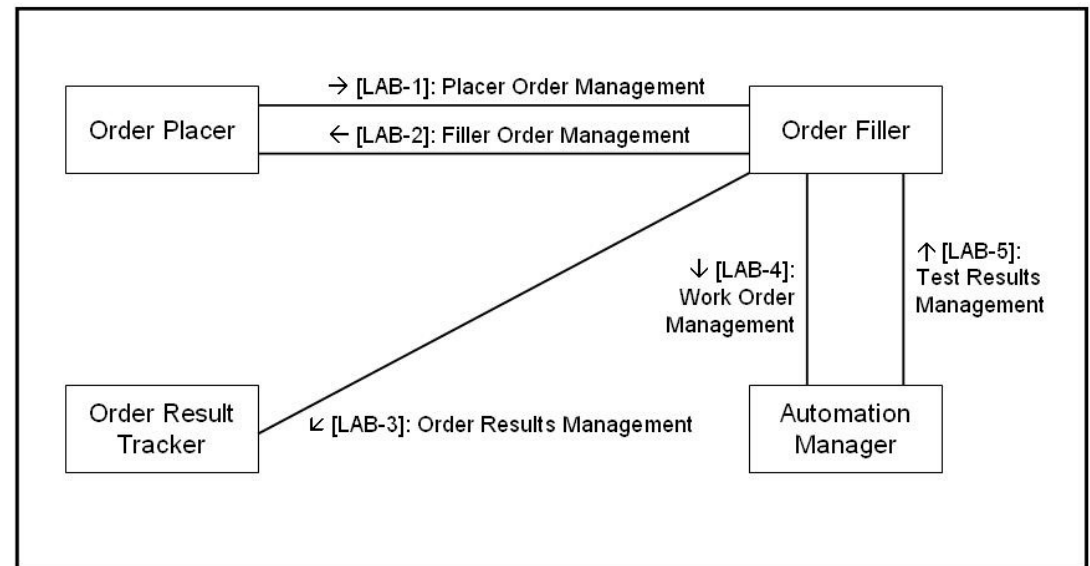 → [LAB-1]: Placer Order Management
Order Placer
Order Filler
← [LAB-2]: Filler Order Management
↓ [LAB-4]:
Work Order
Management
↑ [LAB-5]:
Test Results
Management
Order Result
Tracker
↙ [LAB-3]: Order Results Management
Automation
Manager